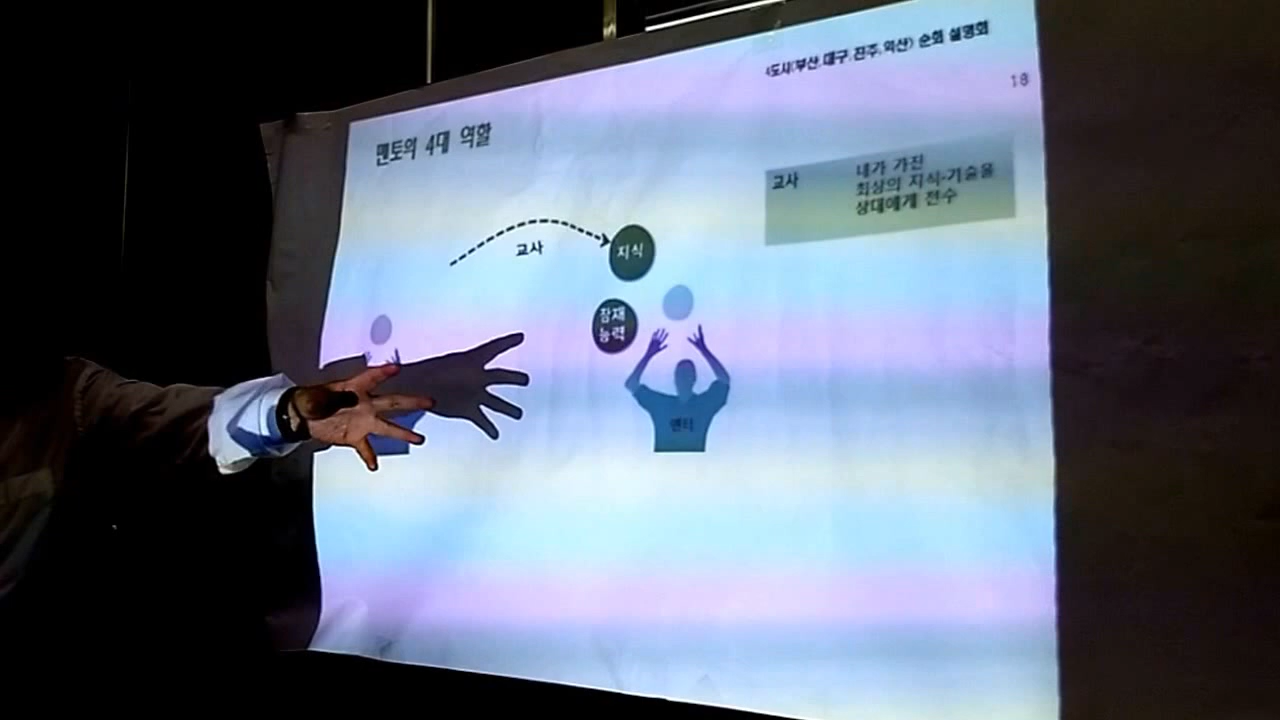 4도시(부산,대구,진주,익산) 순회 설명회
18
멘토의 4대 역할
교사
내가 가진
최상의 지식·기술을
상대에게 전수
교사
지식
잠재
능력
멘티